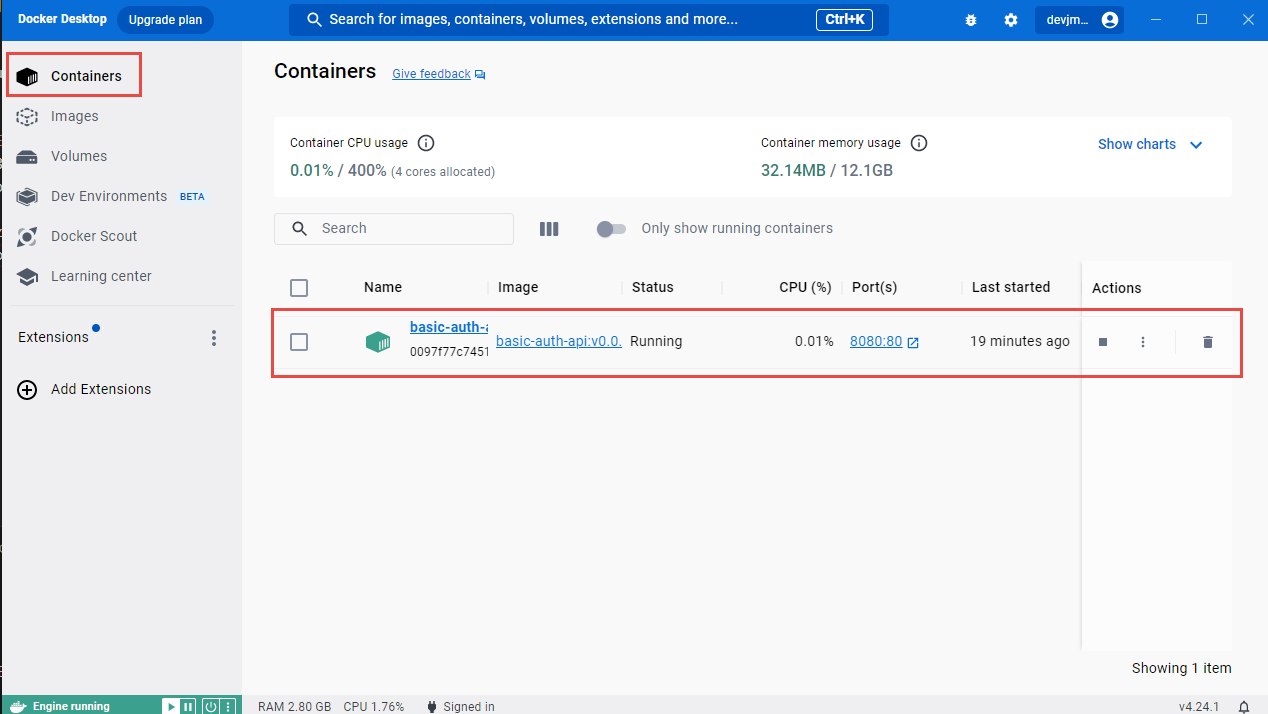 Docker Desktop Upgrade plan Search for images, containers, volumes, extensions and more... Ctrl+K devjm...
Containers
Images
Volumes
Dev Environments BETA
Docker Scout
Learning center
Extensions
Add Extensions
Containers Give feedback
Container CPU usage
0.01% / 400% (4 cores allocated)
Container memory usage
32.14MB / 12.1GB
Show charts
Search Only show running containers
Name Image Status CPU (%) Port(s) Last started Actions
basic-auth-a
0097f77c7451
basic-auth-api:v0.0. Running 0.01% 8080:80 19 minutes ago
Showing 1 item
Engine running RAM 2.80 GB CPU 1.76% Signed in v4.24.1